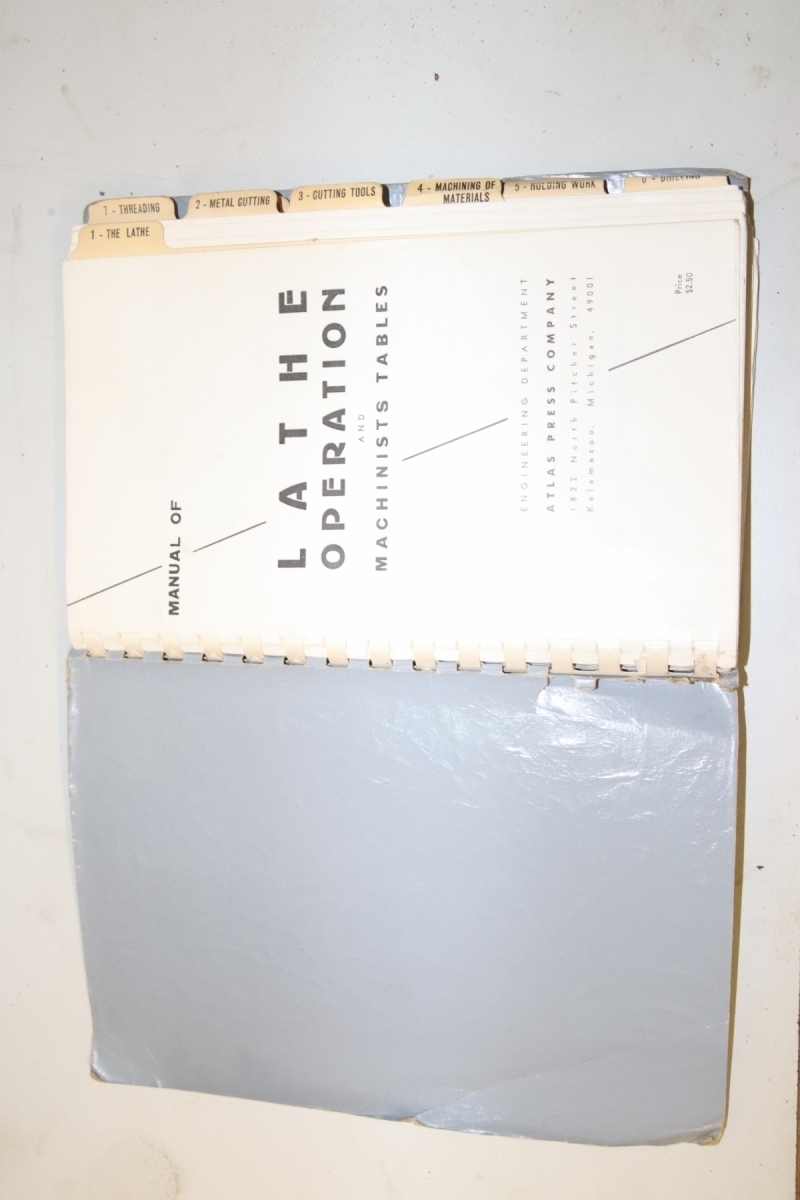 7 - THREADING
2 - METAL CUTTING
3 - CUTTING TOOLS
4 - MACHINING OF
MATERIALS
5 - HOLDING WORK
6 - DRILLING
1 - THE LATHE
MANUAL OF
LATHE
OPERATION
AND
MACHINISTS TABLES
ENGINEERING DEPARTMENT
ATLAS PRESS COMPANY
1822 North Pitcher Street
Kalamazoo, Michigan, 49001
Price
$2.50